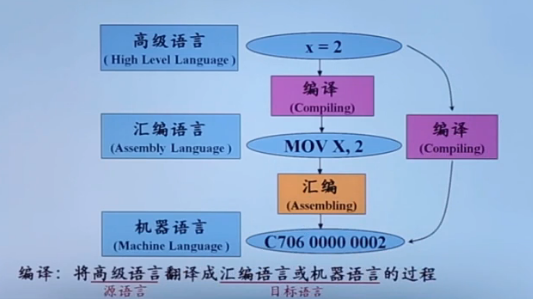 高级语言
( High Level Language )
x = 2
编译
(Compiling)
汇编语言
(Assembly Language )
MOV X, 2
编译
(Compiling)
汇编
(Assembling)
机器语言
(Machine Language )
C706 0000 0002
编译：将高级语言翻译成汇编语言或机器语言的过程
源语言
目标语言